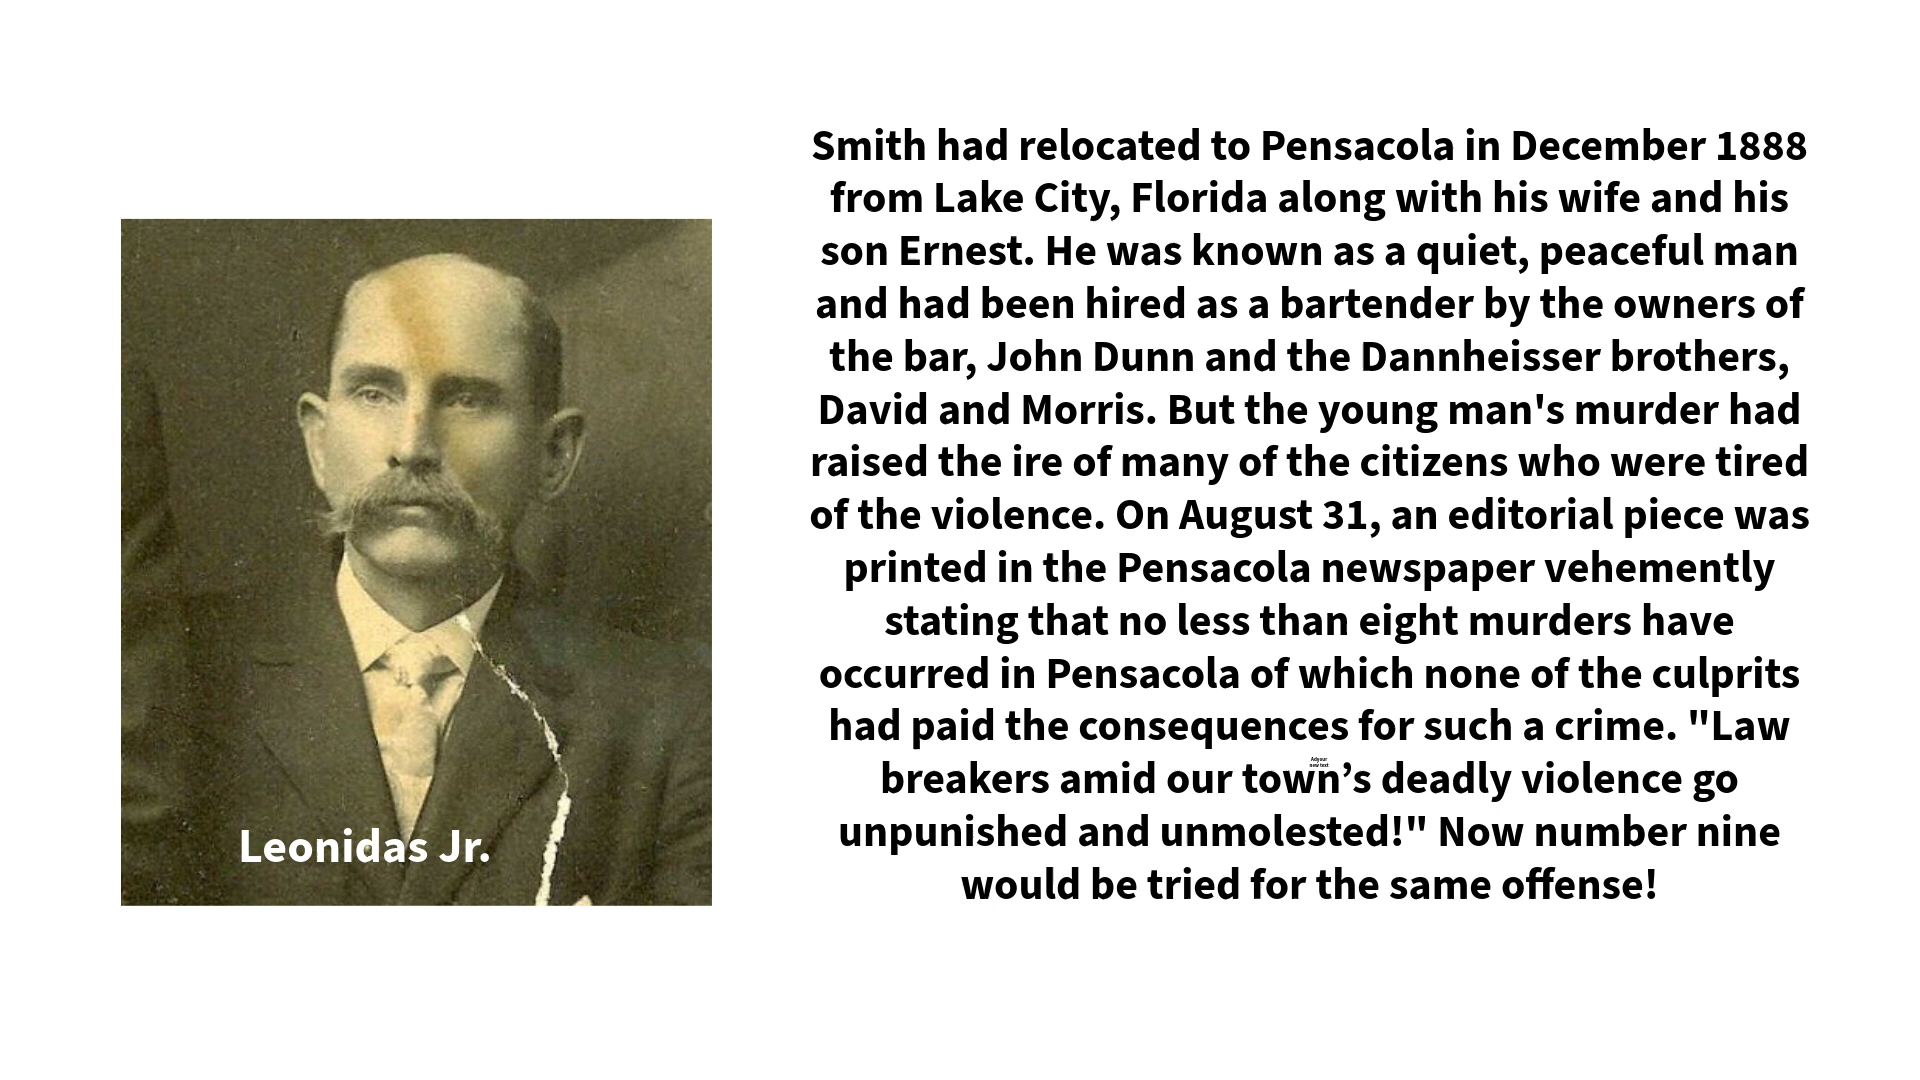 Smith had relocated to Pensacola in December 1888
from Lake City, Florida along with his wife and his
son Ernest. He was known as a quiet, peaceful man
and had been hired as a bartender by the owners of
the bar, John Dunn and the Dannheisser brothers,
David and Morris. But the young man's murder had
raised the ire of many of the citizens who were tired
of the violence. On August 31, an editorial piece was
printed in the Pensacola newspaper vehemently
stating that no less than eight murders have
occurred in Pensacola of which none of the culprits
had paid the consequences for such a crime. "Law
breakers amid our town’s deadly violence go
unpunished and unmolested!" Now number nine
would be tried for the same offense!
Leonidas Jr.
new text